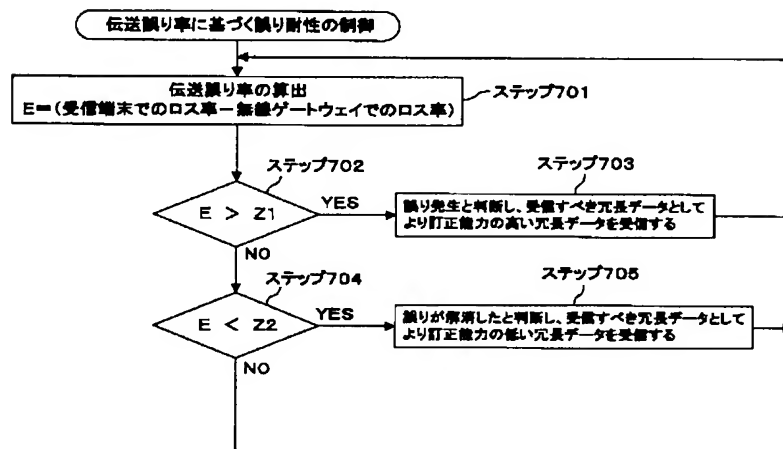 伝送誤り率に基づく誤り耐性の制御
伝送誤り率の算出
E=(受信端末でのロス率－無線ゲートウェイでのロス率)
ステップ701
ステップ702
E > Z1
YES
NO
ステップ703
誤り発生と判断し、受信すべき冗長データとして
より訂正能力の高い冗長データを受信する
ステップ704
E < Z2
YES
NO
ステップ705
誤りが解消したと判断し、受信すべき冗長データとして
より訂正能力の低い冗長データを受信する